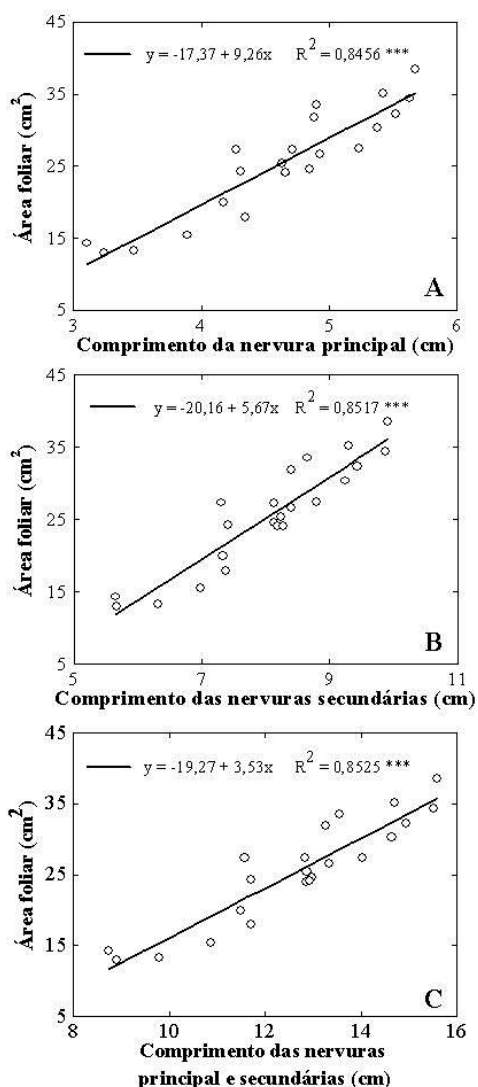 45
y = -17,37 + 9,26x R² = 0,8456 ***
35
25
15
5
Área foliar (cm²)
A
3 4 5 6
Comprimento da nervura principal (cm)
45
y = -20,16 + 5,67x R² = 0,8517 ***
35
25
15
5
Área foliar (cm²)
B
5 7 9 11
Comprimento das nervuras secundárias (cm)
45
y = -19,27 + 3,53x R² = 0,8525 ***
35
25
15
5
Área foliar (cm²)
C
8 10 12 14 16
Comprimento das nervuras
principal e secundárias (cm)